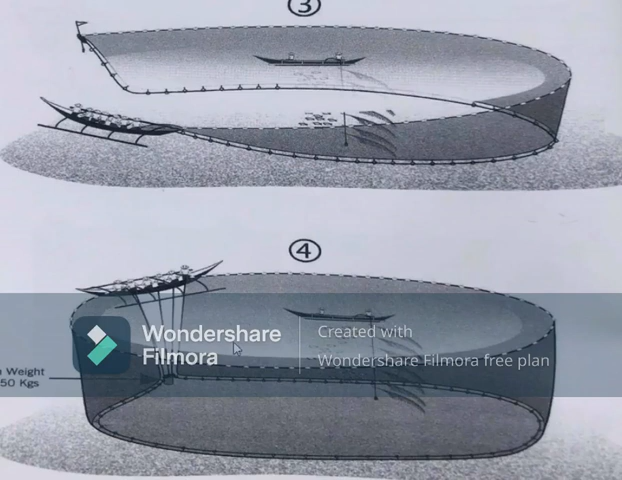 ③
④
Wondershare
Filmora
Created with
Wondershare Filmora free plan
Weight
50 Kgs